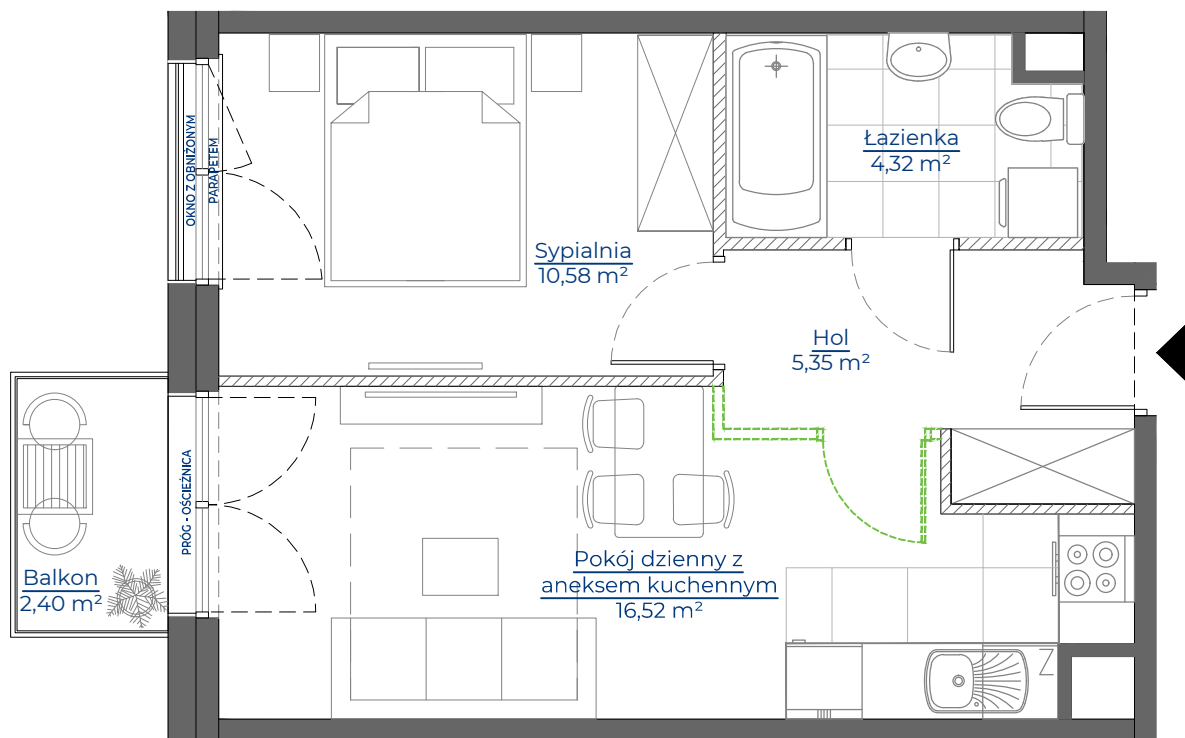 OKNO Z OBNIŻONYM
PARAPETEM
Łazienka
4,32 m²
Sypialnia
10,58 m²
Hol
5,35 m²
PRÓG - OŚCIEŻNICA
Pokój dzienny z
aneksem kuchennym
16,52 m²
Balkon
2,40 m²
Z